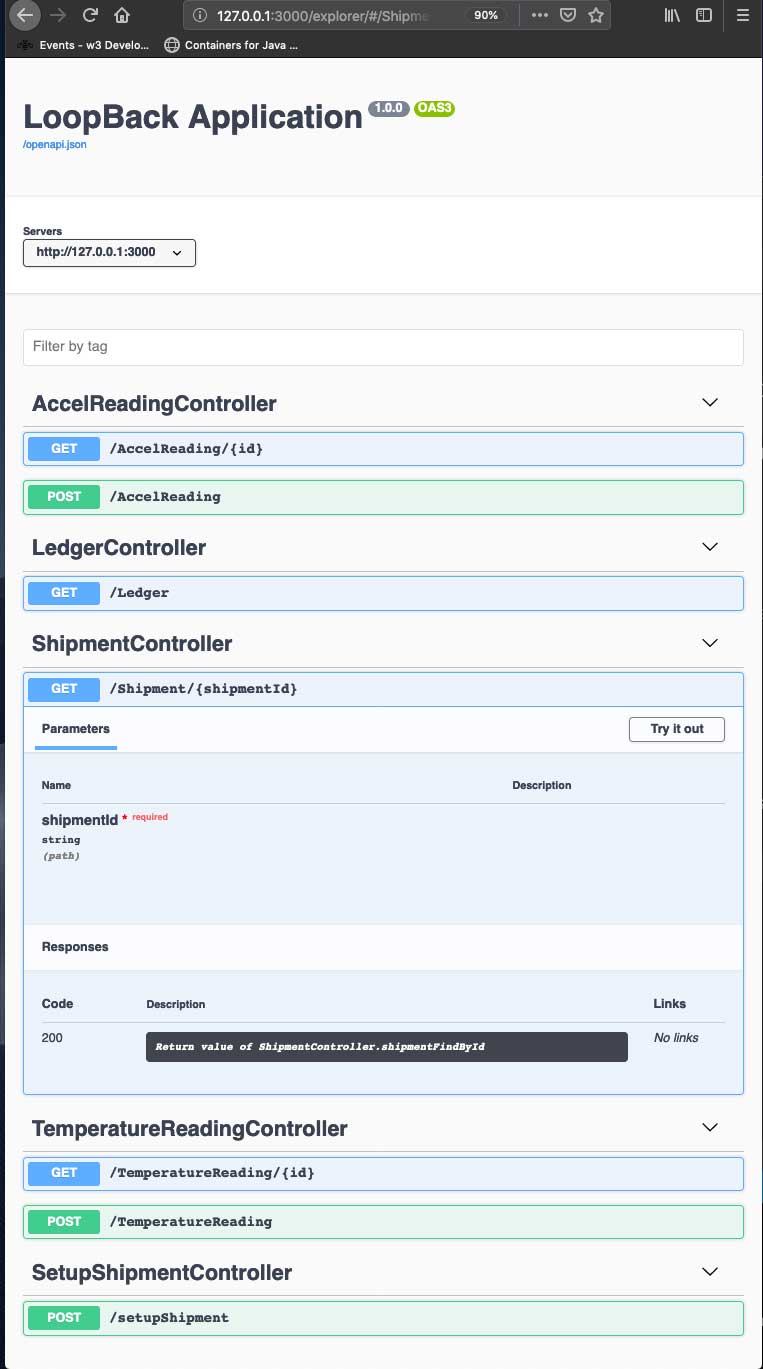 127.0.0.1:3000/explorer/#/Shipme
90%
Events - w3 Develo...
Containers for Java ...
LoopBack Application 1.0.0 OAS3
/openapi.json
Servers
http://127.0.0.1:3000
Filter by tag
AccelReadingController
GET /AccelReading/{id}
POST /AccelReading
LedgerController
GET /Ledger
ShipmentController
GET /Shipment/{shipmentId}
Parameters
Try it out
Name Description
shipmentId * required
string
(path)
Responses
Code Description Links
200 Return value of ShipmentController.shipmentFindById No links
TemperatureReadingController
GET /TemperatureReading/{id}
POST /TemperatureReading
SetupShipmentController
POST /setupShipment